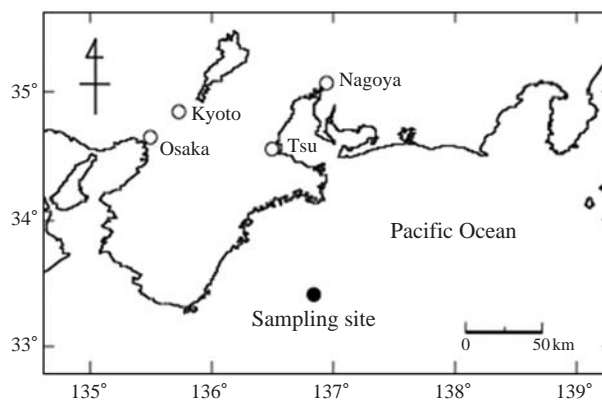 35°
34°
33°
Nagoya
Kyoto
Osaka
Tsu
Pacific Ocean
Sampling site
0 50 km
135° 136° 137° 138° 139°